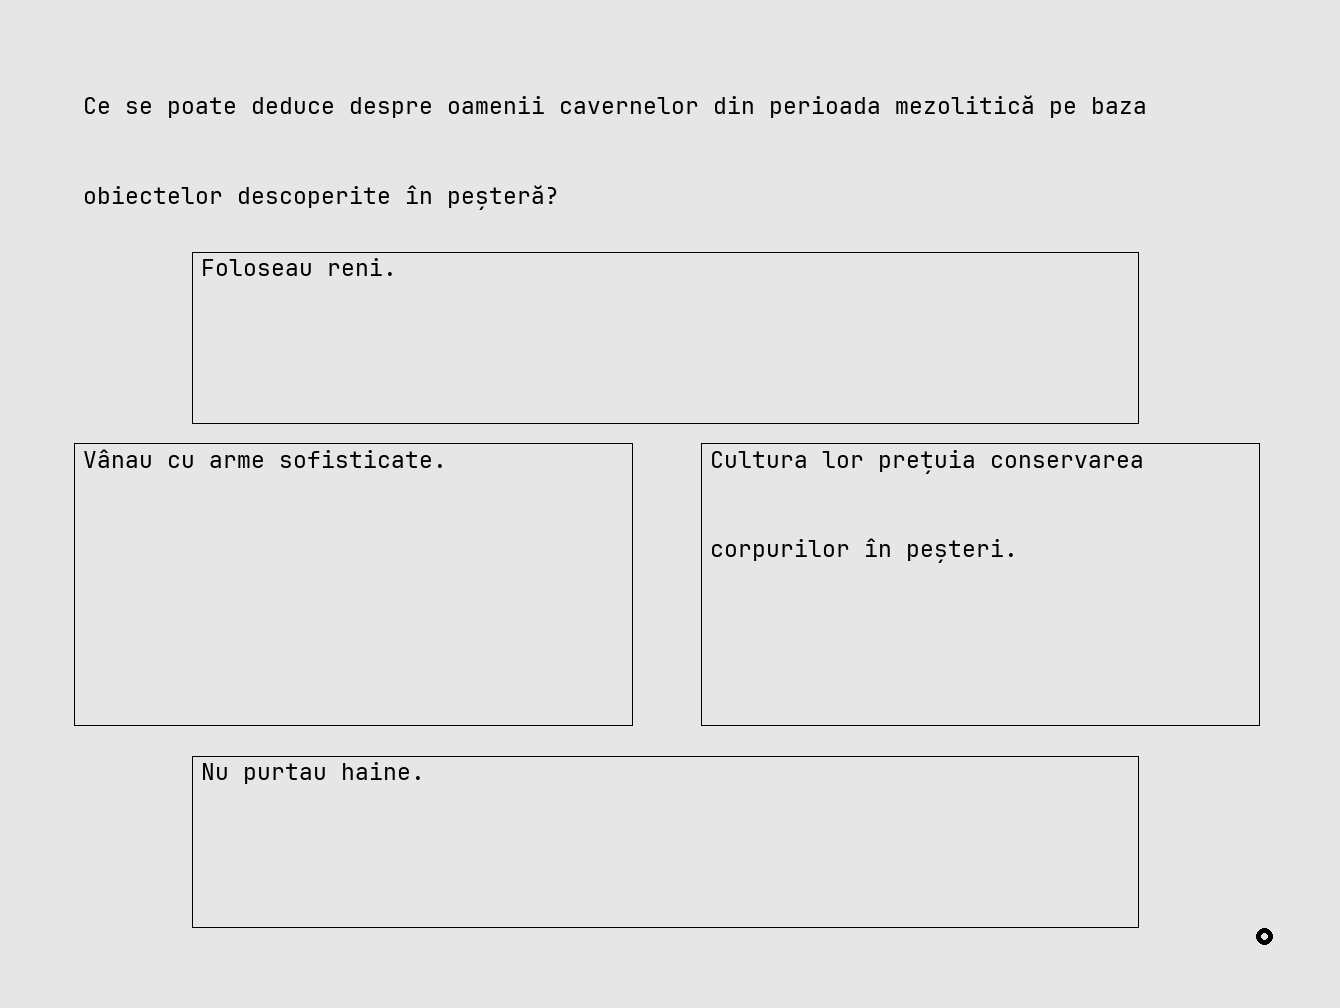 Ce se poate deduce despre oamenii cavernelor din perioada mezolitică pe baza
obiectelor descoperite în peșteră?
Foloseau reni.
Vânau cu arme sofisticate.
Cultura lor prețuia conservarea
corpurilor în peșteri.
Nu purtau haine.